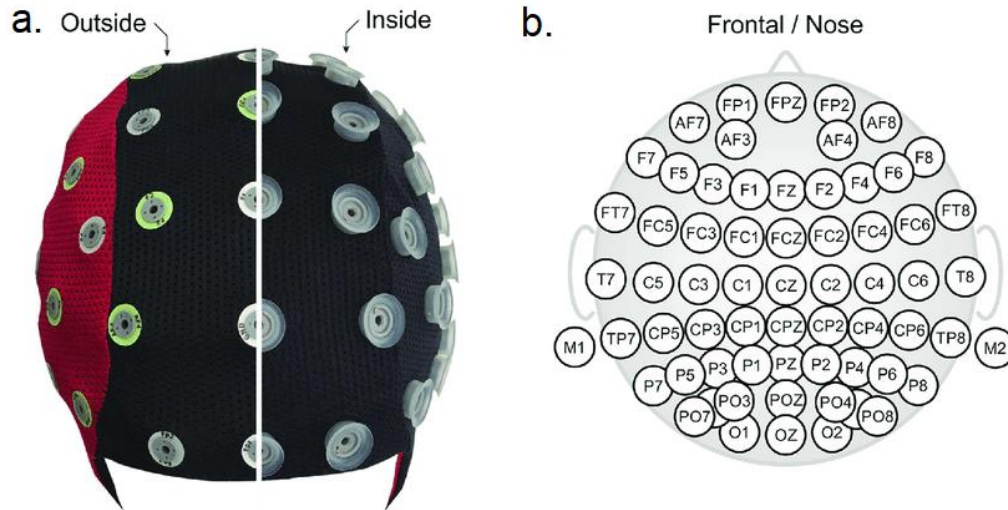 a.
Outside
Inside
b.
Frontal / Nose
FP1 FPZ FP2
AF7 AF3 AF4 AF8
F7 F5 F3 F1 FZ F2 F4 F6 F8
FT7 FC5 FC3 FC1 FCZ FC2 FC4 FC6 FT8
T7 C5 C3 C1 CZ C2 C4 C6 T8
M1 TP7 CP5 CP3 CP1 CPZ CP2 CP4 CP6 TP8 M2
P7 P5 P3 P1 PZ P2 P4 P6 P8
PO7 PO3 POZ PO4 PO8
O1 OZ O2
GND